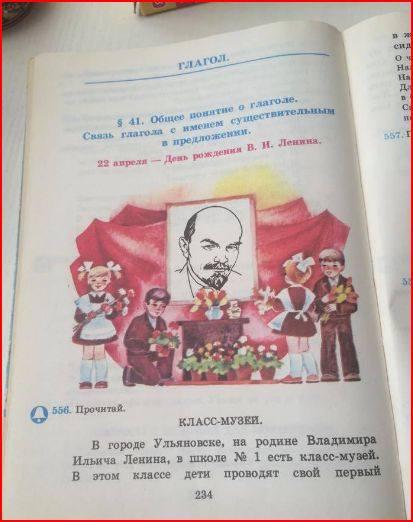 ГЛАГОЛ.
§ 41. Общее понятие о глаголе.
Связь глагола с именем существительным
в предложении.
22 апреля — День рождения В. И. Ленина.
556. Прочитай.
КЛАСС-МУЗЕЙ.
В городе Ульяновске, на родине Владимира
Ильича Ленина, в школе № 1 есть класс-музей.
В этом классе дети проводят свой первый
234
557.